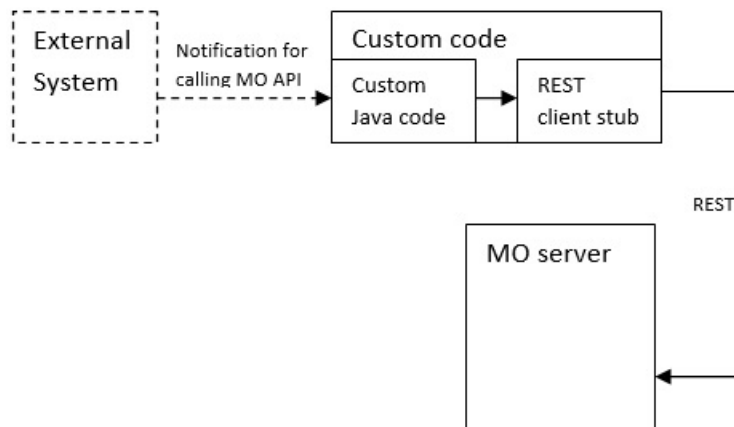 External
System
Notification for
calling MO API
Custom code
Custom
Java code
REST
client stub
REST
MO server